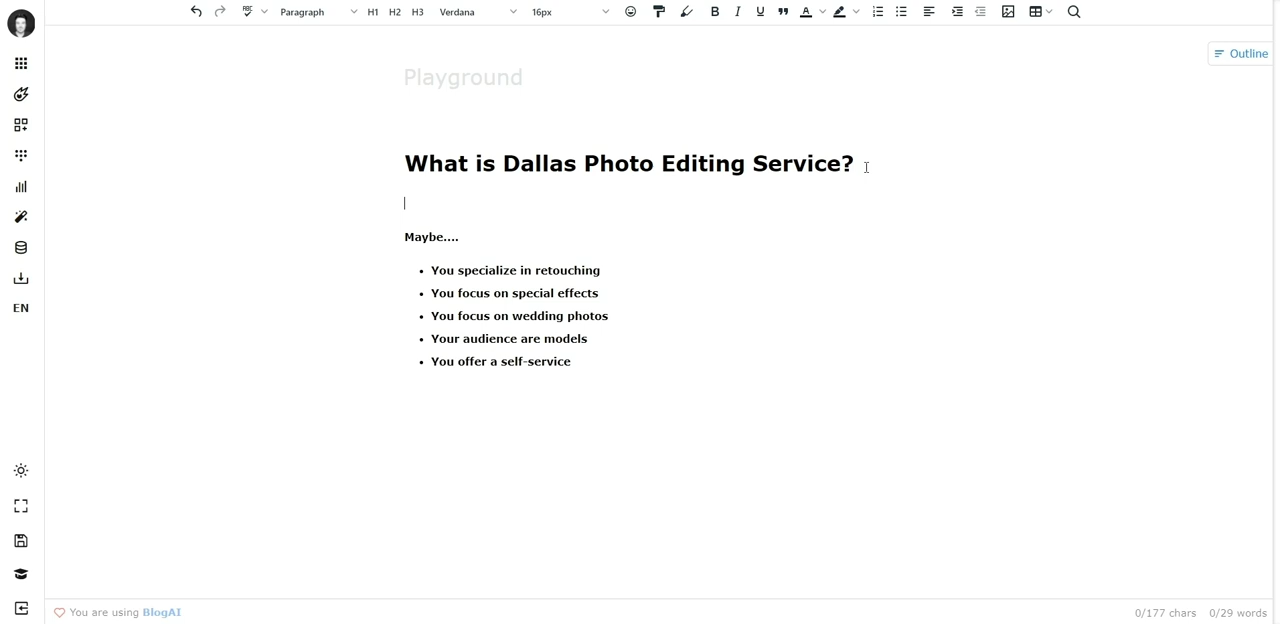 Paragraph H1 H2 H3 Verdana 16px
Outline
Playground
What is Dallas Photo Editing Service?
Maybe....
• You specialize in retouching
• You focus on special effects
• You focus on wedding photos
• Your audience are models
• You offer a self-service
EN
You are using BlogAI
0/177 chars 0/29 words